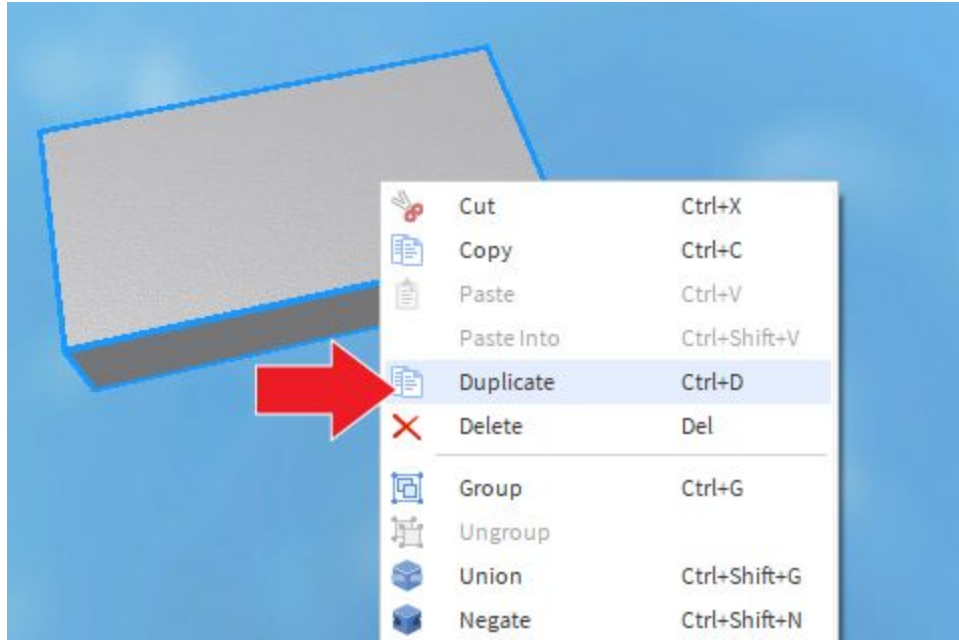 Cut Ctrl+X
Copy Ctrl+C
Paste Ctrl+V
Paste Into Ctrl+Shift+V
Duplicate Ctrl+D
Delete Del
Group Ctrl+G
Ungroup
Union Ctrl+Shift+G
Negate Ctrl+Shift+N